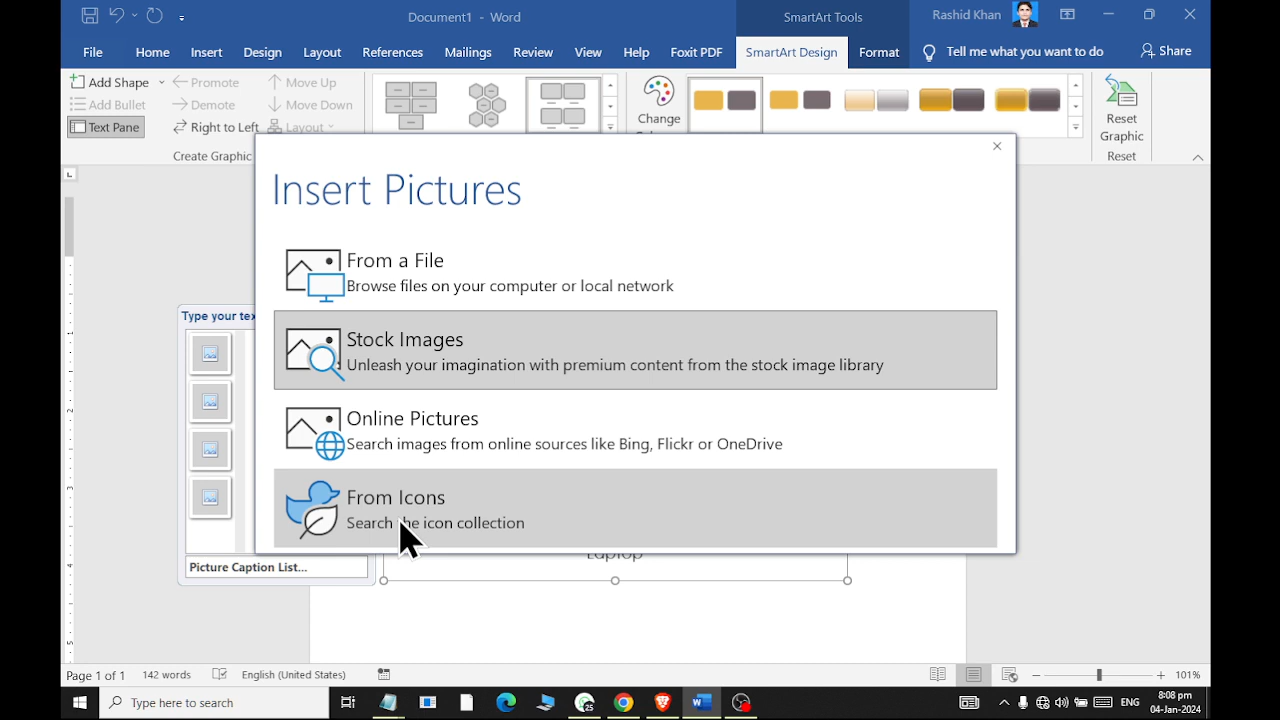 Document1 - Word
SmartArt Tools
Rashid Khan
File Home Insert Design Layout References Mailings Review View Help Foxit PDF SmartArt Design Format Tell me what you want to do Share
Add Shape Promote Move Up
Add Bullet Demote Move Down
Text Pane Right to Left Layout
Change
Reset
Graphic
Create Graphic
Reset
Insert Pictures
From a File
Browse files on your computer or local network
Stock Images
Unleash your imagination with premium content from the stock image library
Online Pictures
Search images from online sources like Bing, Flickr or OneDrive
From Icons
Search the icon collection
Type your tex
Laptop
Picture Caption List...
Page 1 of 1 142 words English (United States) 101%
Type here to search
ENG
8:08 pm
04-Jan-2024